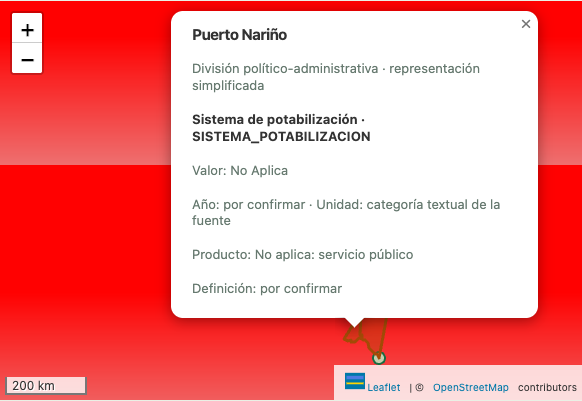 +
−
Puerto Nariño
×
División político-administrativa · representación
simplificada
Sistema de potabilización ·
SISTEMA_POTABILIZACION
Valor: No Aplica
Año: por confirmar · Unidad: categoría textual de la
fuente
Producto: No aplica: servicio público
Definición: por confirmar
200 km
Leaflet | © OpenStreetMap contributors